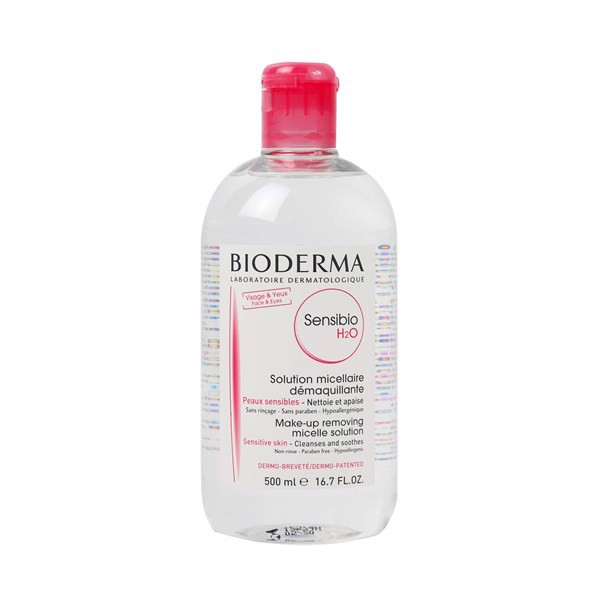 BIODERMA
LABORATOIRE DERMATOLOGIQUE
Visage & Yeux
Face & Eyes
Sensibio
H2O
Solution micellaire
démaquillante
Peaux sensibles - Nettoie et apaise
Sans rinçage - Sans paraben - Hypoallergénique
Make-up removing
micelle solution
Sensitive skin - Cleanses and soothes
Non rinse - Paraben free - Hypoallergenic
DERMO-BREVETÉ/DERMO-PATENTED
500 ml ℮ 16.7 FL.OZ.